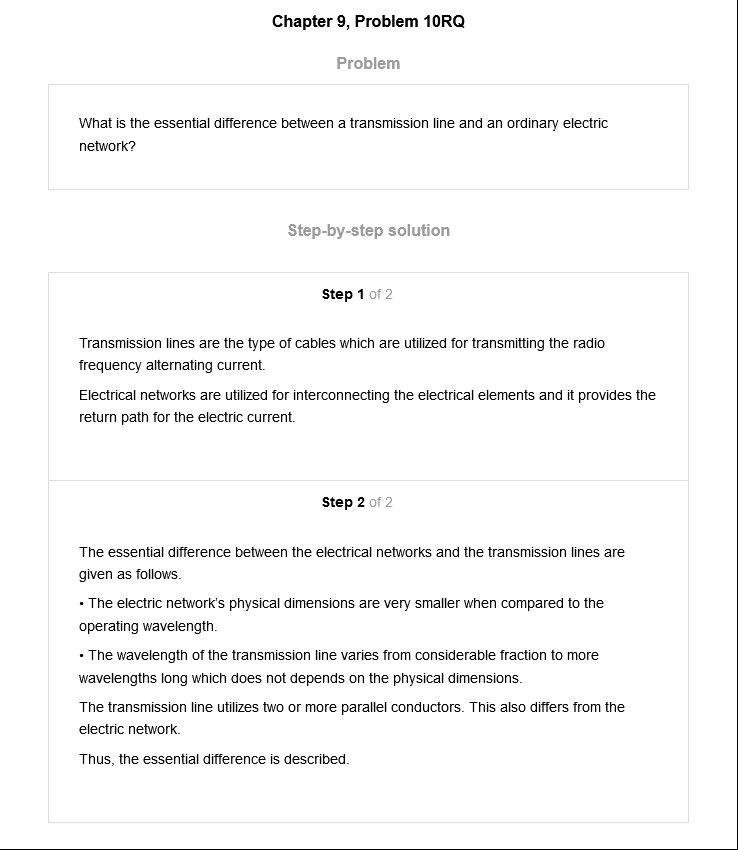 Chapter 9, Problem 10RQ
Problem
What is the essential difference between a transmission line and an ordinary electric
network?
Step-by-step solution
Step 1 of 2
Transmission lines are the type of cables which are utilized for transmitting the radio
frequency alternating current.
Electrical networks are utilized for interconnecting the electrical elements and it provides the
return path for the electric current.
Step 2 of 2
The essential difference between the electrical networks and the transmission lines are
given as follows.
• The electric network's physical dimensions are very smaller when compared to the
operating wavelength.
• The wavelength of the transmission line varies from considerable fraction to more
wavelengths long which does not depends on the physical dimensions.
The transmission line utilizes two or more parallel conductors. This also differs from the
electric network.
Thus, the essential difference is described.